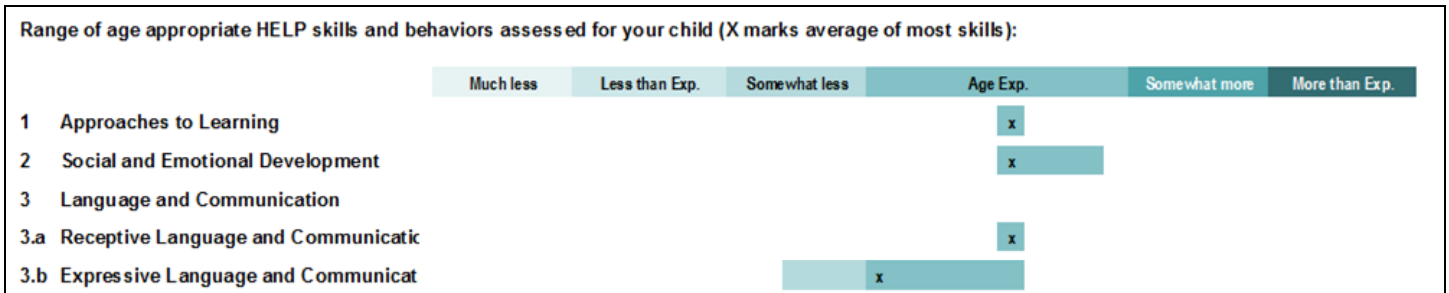 Range of age appropriate HELP skills and behaviors assessed for your child (X marks average of most skills):
Much less Less than Exp. Somewhat less Age Exp. Somewhat more More than Exp.
1 Approaches to Learning x
2 Social and Emotional Development x
3 Language and Communication
3.a Receptive Language and Communicatic x
3.b Expressive Language and Communicat x